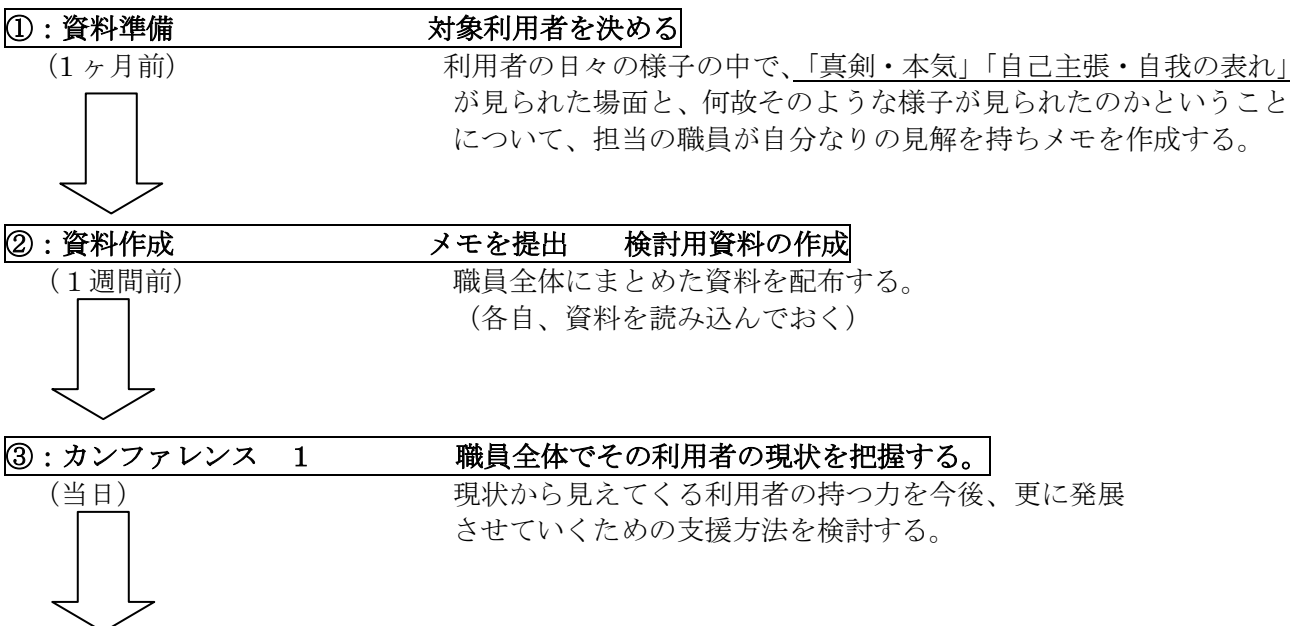 ①：資料準備 対象利用者を決める
(1ヶ月前) 利用者の日々の様子の中で、「真剣・本気」「自己主張・自我の表れ」
が見られた場面と、何故そのような様子が見られたのかということ
について、担当の職員が自分なりの見解を持ちメモを作成する。
②：資料作成 メモを提出 検討用資料の作成
(１週間前) 職員全体にまとめた資料を配布する。
（各自、資料を読み込んでおく）
③：カンファレンス １ 職員全体でその利用者の現状を把握する。
(当日) 現状から見えてくる利用者の持つ力を今後、更に発展
させていくための支援方法を検討する。